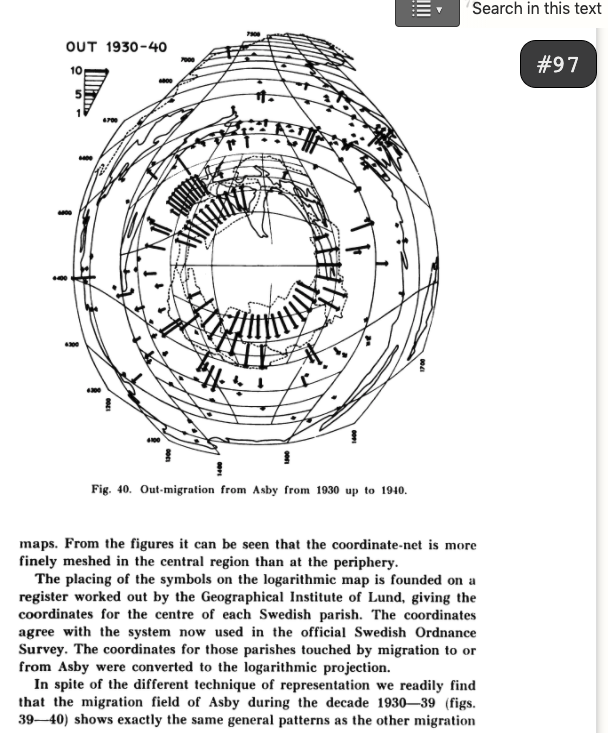 Search in this text
#97
OUT 1930-40
10
5
1
7300
7000
6800
6700
6600
6500
6400
6300
6200
6100
1200
1300
1400
1500
1600
1700
Fig. 40. Out-migration from Asby from 1930 up to 1940.
maps. From the figures it can be seen that the coordinate-net is more
finely meshed in the central region than at the periphery.
The placing of the symbols on the logarithmic map is founded on a
register worked out by the Geographical Institute of Lund, giving the
coordinates for the centre of each Swedish parish. The coordinates
agree with the system now used in the official Swedish Ordnance
Survey. The coordinates for those parishes touched by migration to or
from Asby were converted to the logarithmic projection.
In spite of the different technique of representation we readily find
that the migration field of Asby during the decade 1930—39 (figs.
39—40) shows exactly the same general patterns as the other migration